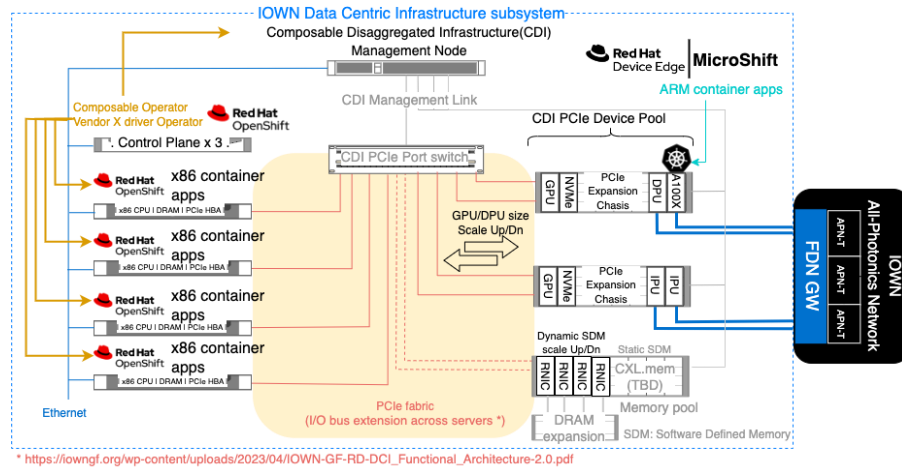 IOWN Data Centric Infrastructure subsystem
Composable Disaggregated Infrastructure(CDI)
Management Node
Red Hat
Device Edge
MicroShift
CDI Management Link
ARM container apps
Composable Operator
Vendor X driver Operator
Red Hat
OpenShift
CDI PCIe Device Pool
. Control Plane x 3 .
CDI PCIe Port switch
Red Hat
OpenShift
x86 container
apps
I x86 CPU I DRAM I PCIe HBA I
GPU
NVMe
PCIe
Expansion
Chasis
DPU
A100X
GPU/DPU size
Scale Up/Dn
Red Hat
OpenShift
x86 container
apps
I x86 CPU I DRAM I PCIe HBA I
GPU
NVMe
PCIe
Expansion
Chasis
IPU
IPU
FDN GW
APN-T
APN-T
APN-T
IOWN
All-Photonics Network
Red Hat
OpenShift
x86 container
apps
I x86 CPU I DRAM I PCIe HBA I
Dynamic SDM
scale Up/Dn
Static SDM
Red Hat
OpenShift
x86 container
apps
I x86 CPU I DRAM I PCIe HBA I
RNIC
RNIC
RNIC
RNIC
CXL.mem
(TBD)
Memory pool
Ethernet
PCIe fabric
(I/O bus extension across servers *)
DRAM
expansion
SDM: Software Defined Memory
* https://iowngf.org/wp-content/uploads/2023/04/IOWN-GF-RD-DCI_Functional_Architecture-2.0.pdf